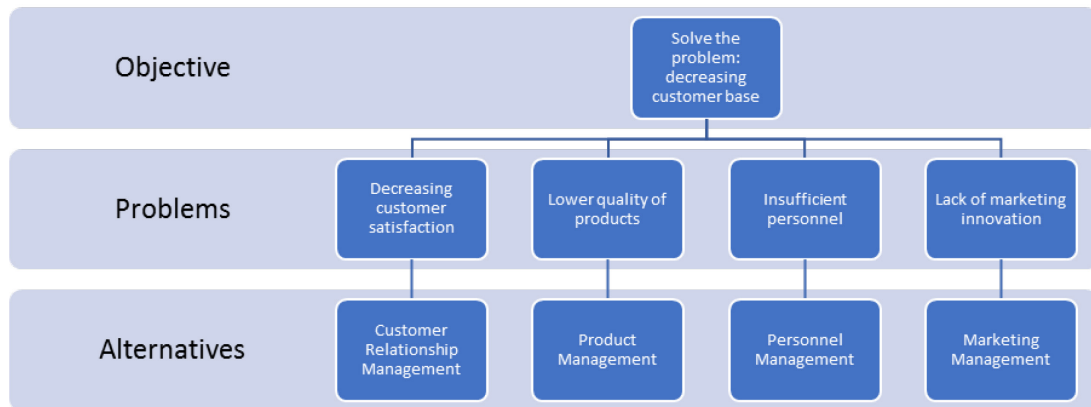 Objective
Solve the
problem:
decreasing
customer base
Problems
Decreasing
customer
satisfaction
Lower quality of
products
Insufficient
personnel
Lack of marketing
innovation
Alternatives
Customer
Relationship
Management
Product
Management
Personnel
Management
Marketing
Management